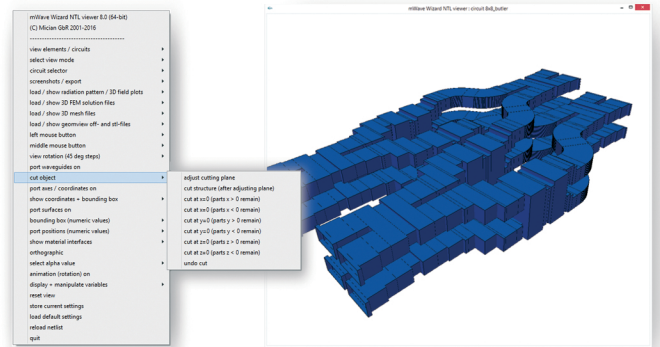 mWave Wizard NTL viewer 8.0 (64-bit)
(C) Mician GbR 2001-2016
------------------------------------
view elements / circuits
select view mode
circuit selector
screenshots / export
load / show radiation pattern / 3D field plots
load / show 3D FEM solution files
load / show 3D mesh files
load / show geomview off- and stl-files
left mouse button
middle mouse button
view rotation (45 deg steps)
port waveguides on
cut object
port axes / coordinates on
show coordinates + bounding box
port surfaces on
bounding box (numeric values)
port positions (numeric values)
show material interfaces
orthographic
select alpha value
animation (rotation) on
display + manipulate variables
reset view
store current settings
load default settings
reload netlist
quit
adjust cutting plane
cut structure (after adjusting plane)
cut at x=0 (parts x > 0 remain)
cut at x=0 (parts x < 0 remain)
cut at y=0 (parts y > 0 remain)
cut at y=0 (parts y < 0 remain)
cut at z=0 (parts z > 0 remain)
cut at z=0 (parts z < 0 remain)
undo cut
mWave Wizard NTL viewer : circuit 8x8_butler